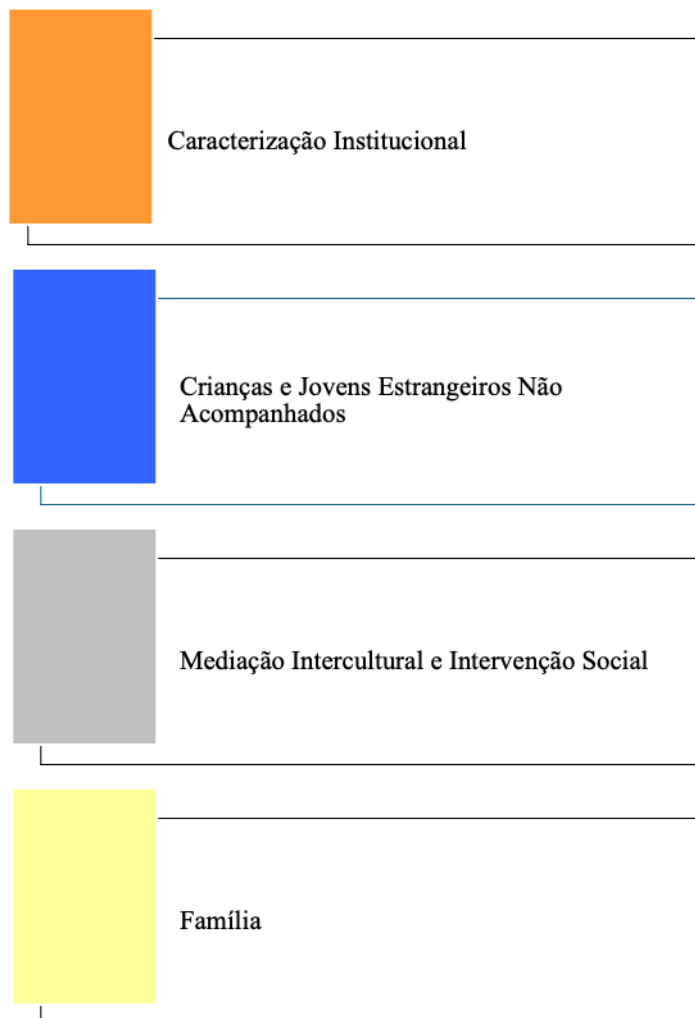 Caracterização Institucional
Crianças e Jovens Estrangeiros Não
Acompanhados
Mediação Intercultural e Intervenção Social
Família